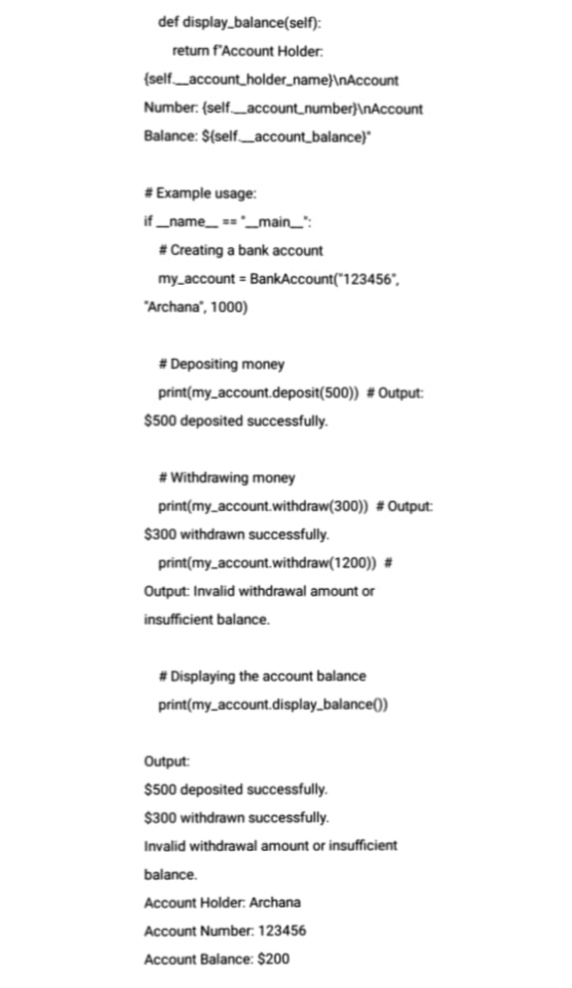 def display_balance(self):
return f"Account Holder:
{self.__account_holder_name}\nAccount
Number: {self.__account_number}\nAccount
Balance: ${self.__account_balance}"
# Example usage:
if __name__ == "__main__":
# Creating a bank account
my_account = BankAccount("123456",
"Archana", 1000)
# Depositing money
print(my_account.deposit(500))  # Output:
$500 deposited successfully.
# Withdrawing money
print(my_account.withdraw(300))  # Output:
$300 withdrawn successfully.
print(my_account.withdraw(1200))  #
Output: Invalid withdrawal amount or
insufficient balance.
# Displaying the account balance
print(my_account.display_balance())
Output:
$500 deposited successfully.
$300 withdrawn successfully.
Invalid withdrawal amount or insufficient
balance.
Account Holder: Archana
Account Number: 123456
Account Balance: $200